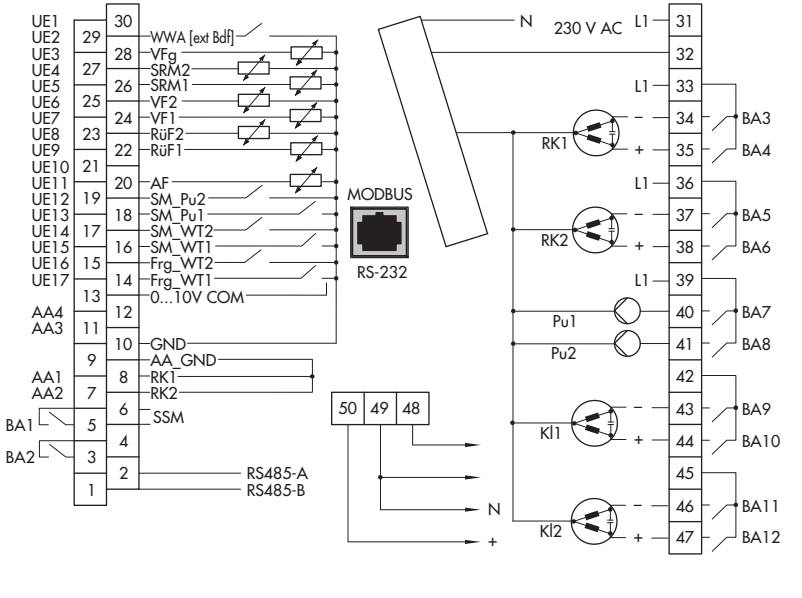 UE1 30
UE2 29 WWA [ext Bdf]
UE3 28 VFg
UE4 27 SRM2
UE5 26 SRM1
UE6 25 VF2
UE7 24 VF1
UE8 23 RüF2
UE9 22 RüF1
UE10 21
UE11 20 AF
UE12 19 SM_Pu2
UE13 18 SM_Pu1
UE14 17 SM_WT2
UE15 16 SM_WT1
UE16 15 Frg_WT2
UE17 14 Frg_WT1
13 0...10V COM
AA4 12
AA3 11
10 GND
9 AA_GND
AA1 8 RK1
AA2 7 RK2
6 SSM
BA1 5
4
BA2 3
2 RS485-A
1 RS485-B
MODBUS
RS-232
50 49 48
N
+
N 230 V AC L1 31
32
L1 33
RK1 − 34 BA3
+ 35 BA4
L1 36
RK2 − 37 BA5
+ 38 BA6
L1 39
Pu1 40 BA7
Pu2 41 BA8
42
Kl1 − 43 BA9
+ 44 BA10
45
Kl2 − 46 BA11
+ 47 BA12